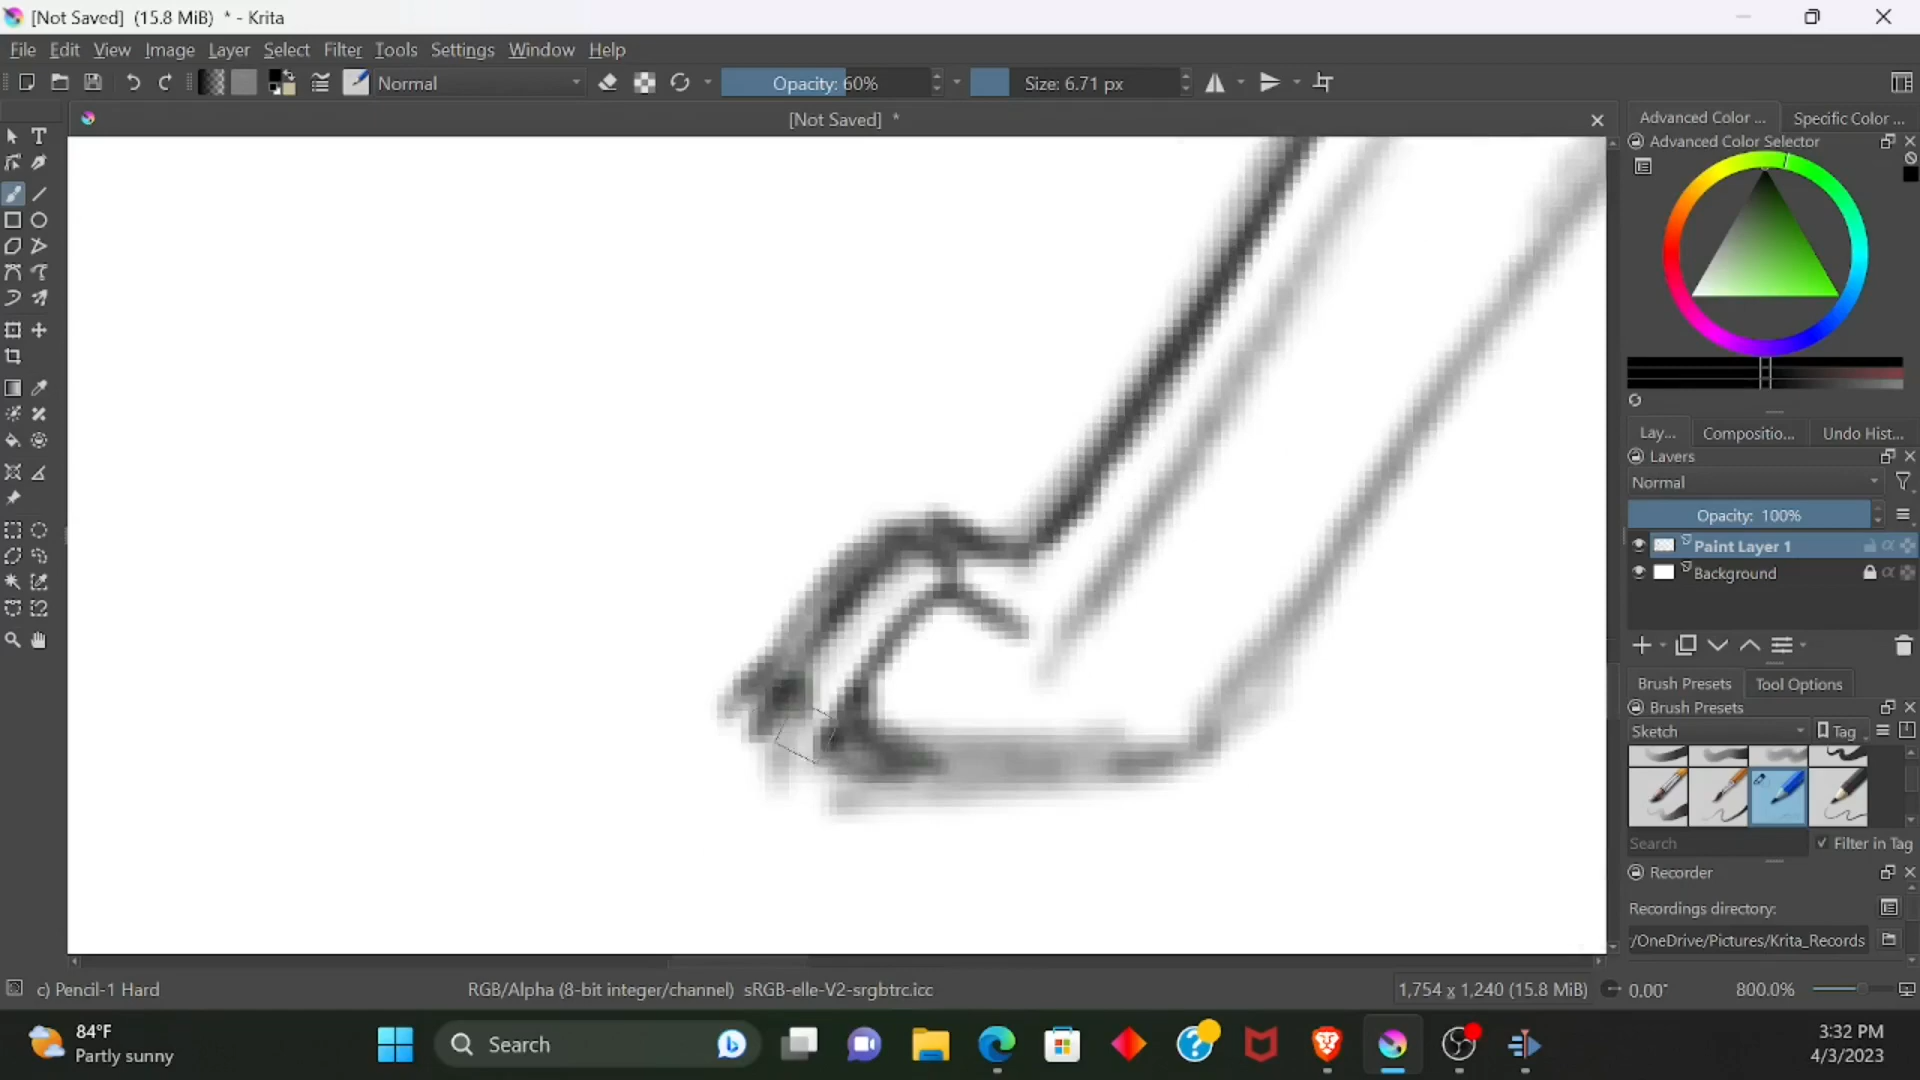 [Not Saved] (15.8 MiB) * - Krita
File Edit View Image Layer Select Filter Tools Settings Window Help
Normal Opacity: 60% Size: 6.71 px
[Not Saved] *
Advanced Color ... Specific Color ...
Advanced Color Selector
T
Lay... Compositio... Undo Hist...
Layers
Normal
Opacity: 100%
Paint Layer 1
Background
Brush Presets Tool Options
Brush Presets
Sketch Tag
Search Filter in Tag
Recorder
Recordings directory:
/OneDrive/Pictures/Krita_Records
c) Pencil-1 Hard RGB/Alpha (8-bit integer/channel) sRGB-elle-V2-srgbtrc.icc 1,754 x 1,240 (15.8 MiB) 0.00° 800.0%
84°F
Partly sunny
Search
3:32 PM
4/3/2023